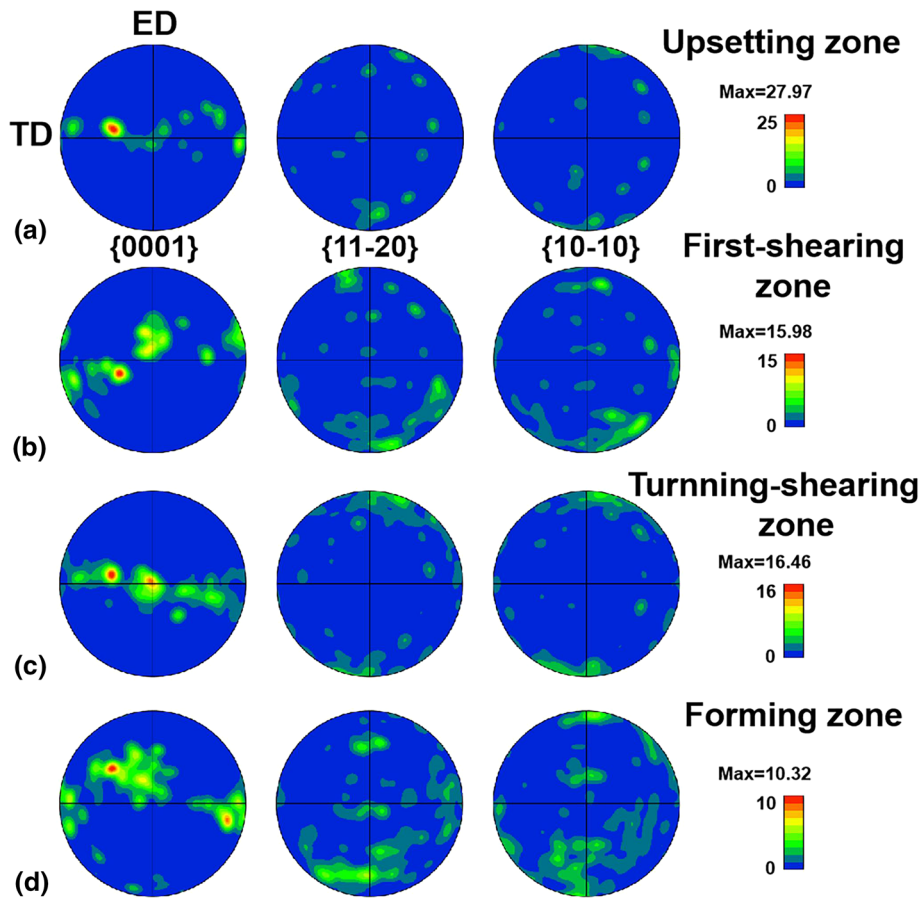 ED
Upsetting zone
Max=27.97
25
TD
0
(a)
{0001}
{11-20}
{10-10}
First-shearing
zone
Max=15.98
15
0
(b)
Turnning-shearing
zone
Max=16.46
16
0
(c)
Forming zone
Max=10.32
10
0
(d)